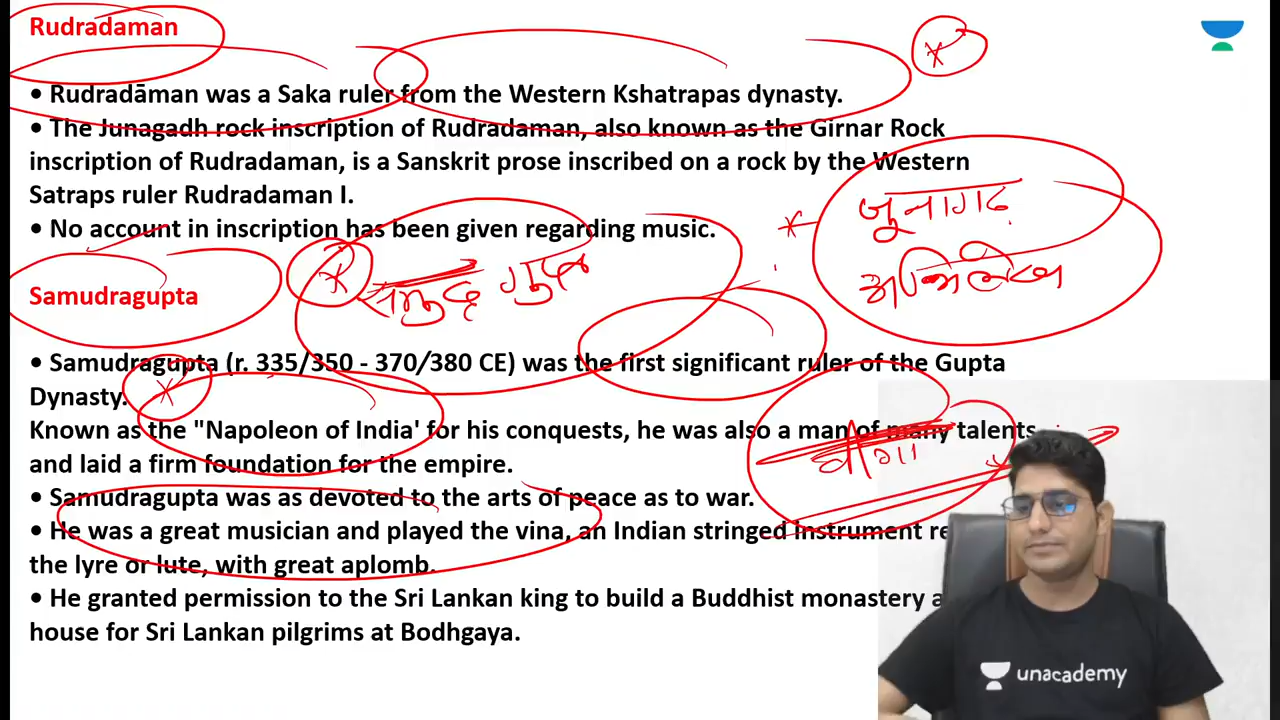 Rudradaman
• Rudradāman was a Saka ruler from the Western Kshatrapas dynasty.
• The Junagadh rock inscription of Rudradaman, also known as the Girnar Rock
inscription of Rudradaman, is a Sanskrit prose inscribed on a rock by the Western
Satraps ruler Rudradaman I.
• No account in inscription has been given regarding music.
जूनागढ
अभिलेख
समुद्र गुप्त
Samudragupta
• Samudragupta (r. 335/350 - 370/380 CE) was the first significant ruler of the Gupta
Dynasty.
Known as the "Napoleon of India' for his conquests, he was also a man of many talents
and laid a firm foundation for the empire.
वीणा
• Samudragupta was as devoted to the arts of peace as to war.
• He was a great musician and played the vina, an Indian stringed instrument re
the lyre or lute, with great aplomb.
• He granted permission to the Sri Lankan king to build a Buddhist monastery a
house for Sri Lankan pilgrims at Bodhgaya.
unacademy